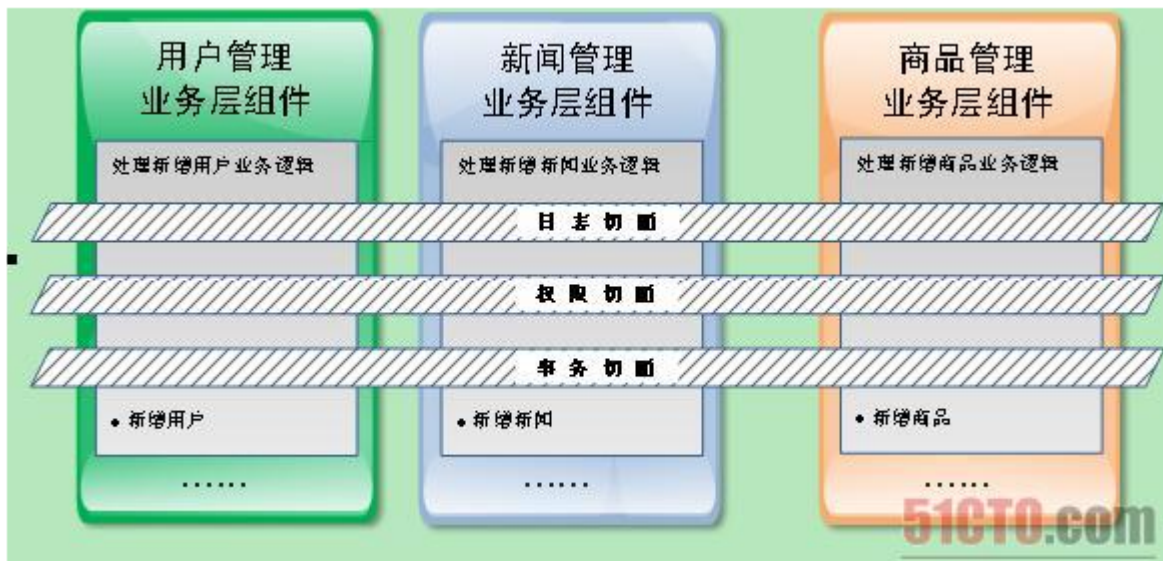 用户管理
业务层组件
新闻管理
业务层组件
商品管理
业务层组件
处理新增用户业务逻辑
处理新增新闻业务逻辑
处理新增商品业务逻辑
日志切面
权限切面
事务切面
• 新增用户
• 新增新闻
• 新增商品
......
......
......
51CTO.com